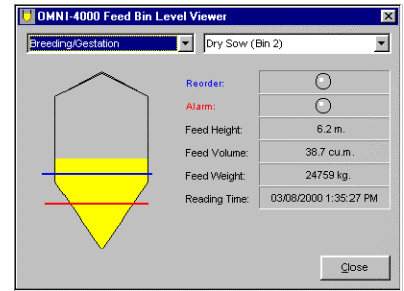 OMNI-4000 Feed Bin Level Viewer
Breeding/Gestation Dry Sow (Bin 2)
Reorder:
Alarm:
Feed Height: 6.2 m.
Feed Volume: 38.7 cu.m.
Feed Weight: 24759 kg.
Reading Time: 03/08/2000 1:35:27 PM
Close